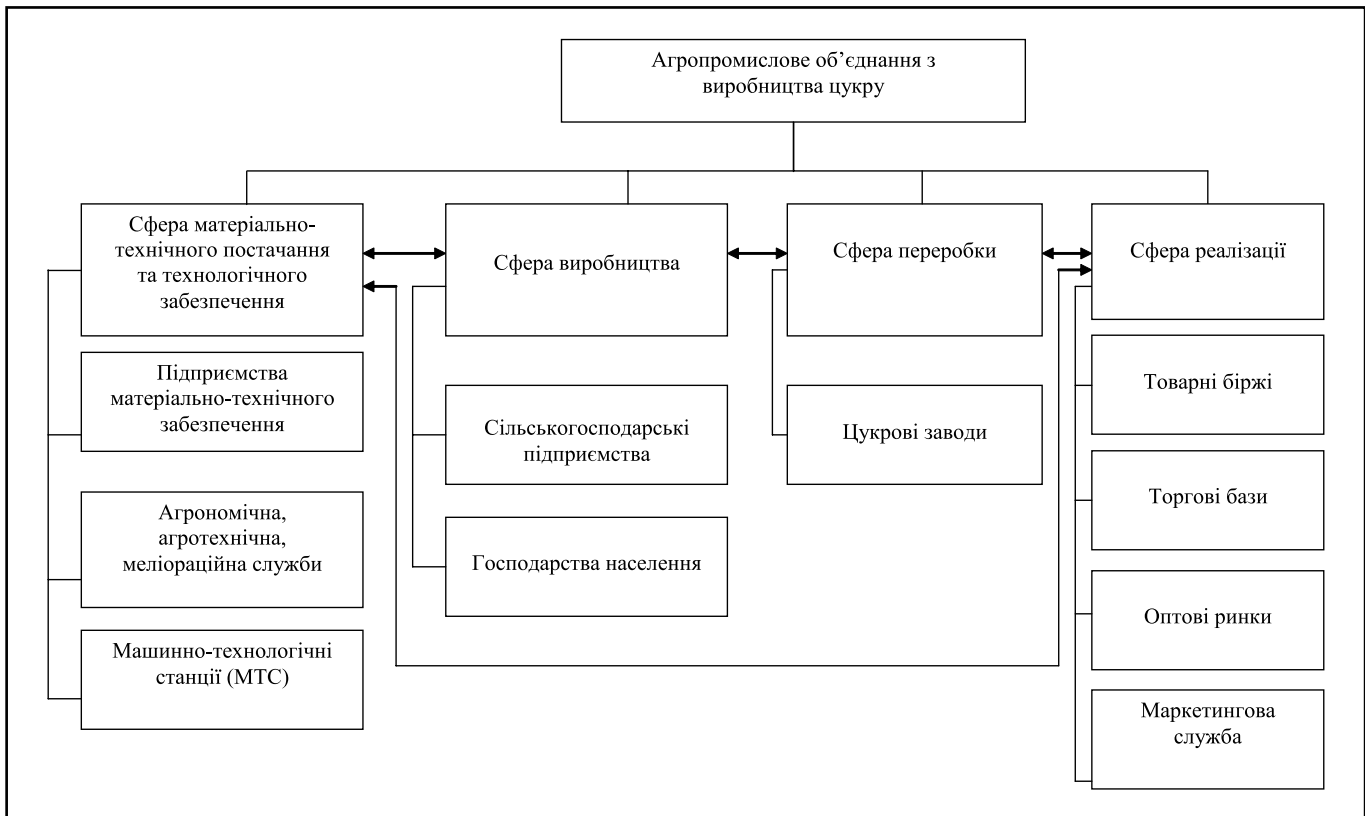 Агропромислове об’єднання з
виробництва цукру
Сфера матеріально-
технічного постачання
та технологічного
забезпечення
Сфера виробництва
Сфера переробки
Сфера реалізації
Підприємства
матеріально-технічного
забезпечення
Агрономічна,
агротехнічна,
меліораційна служби
Машинно-технологічні
станції (МТС)
Сільськогосподарські
підприємства
Господарства населення
Цукрові заводи
Товарні біржі
Торгові бази
Оптові ринки
Маркетингова
служба